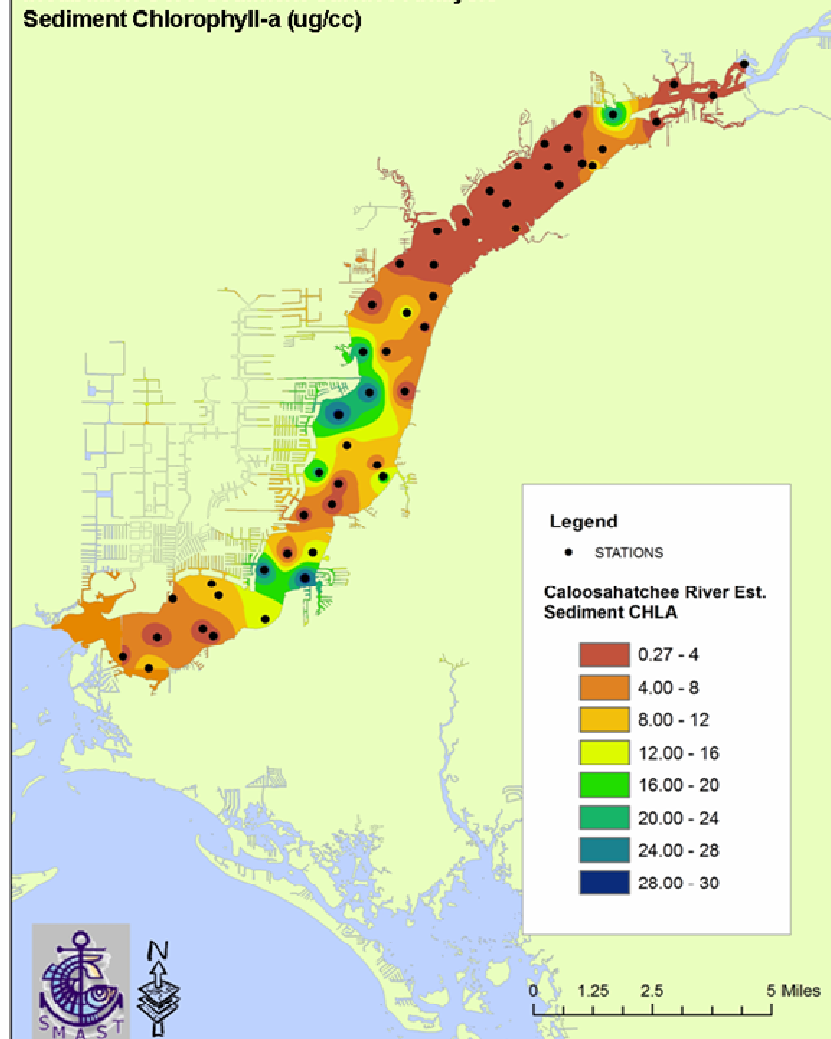 Sediment Chlorophyll-a (ug/cc)
Legend
STATIONS
Caloosahatchee River Est.
Sediment CHLA
0.27 - 4
4.00 - 8
8.00 - 12
12.00 - 16
16.00 - 20
20.00 - 24
24.00 - 28
28.00 - 30
N
SMAST
0 1.25 2.5 5 Miles